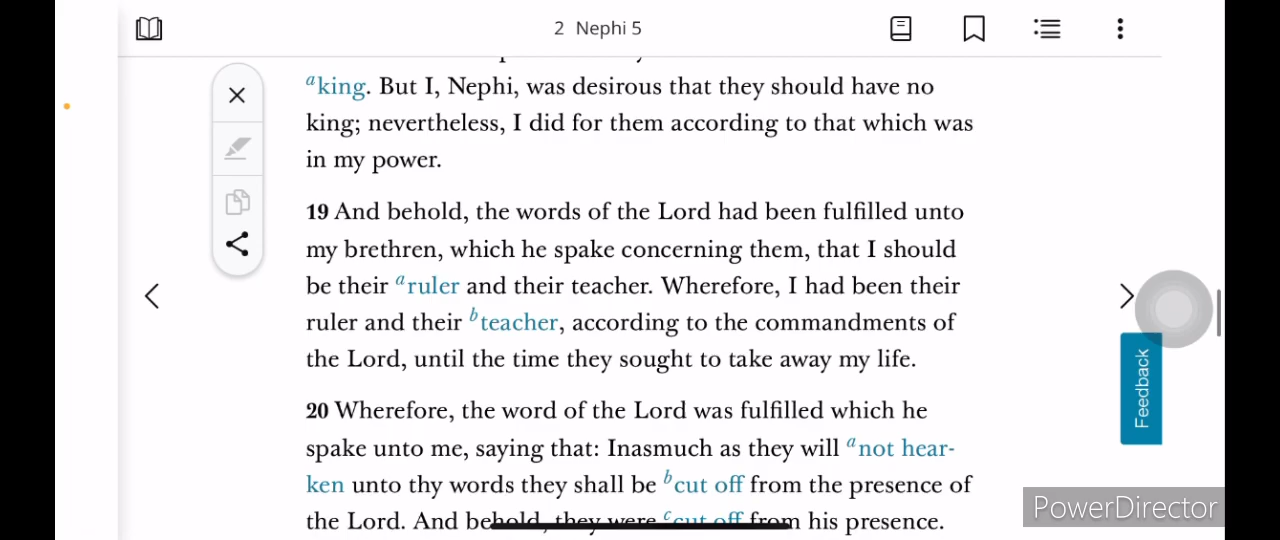 2 Nephi 5
aking. But I, Nephi, was desirous that they should have no
king; nevertheless, I did for them according to that which was
in my power.
19 And behold, the words of the Lord had been fulfilled unto
my brethren, which he spake concerning them, that I should
be their aruler and their teacher. Wherefore, I had been their
ruler and their bteacher, according to the commandments of
the Lord, until the time they sought to take away my life.
20 Wherefore, the word of the Lord was fulfilled which he
spake unto me, saying that: Inasmuch as they will anot hear-
ken unto thy words they shall be bcut off from the presence of
the Lord. And behold, they were ccut off from his presence.
Feedback
PowerDirector